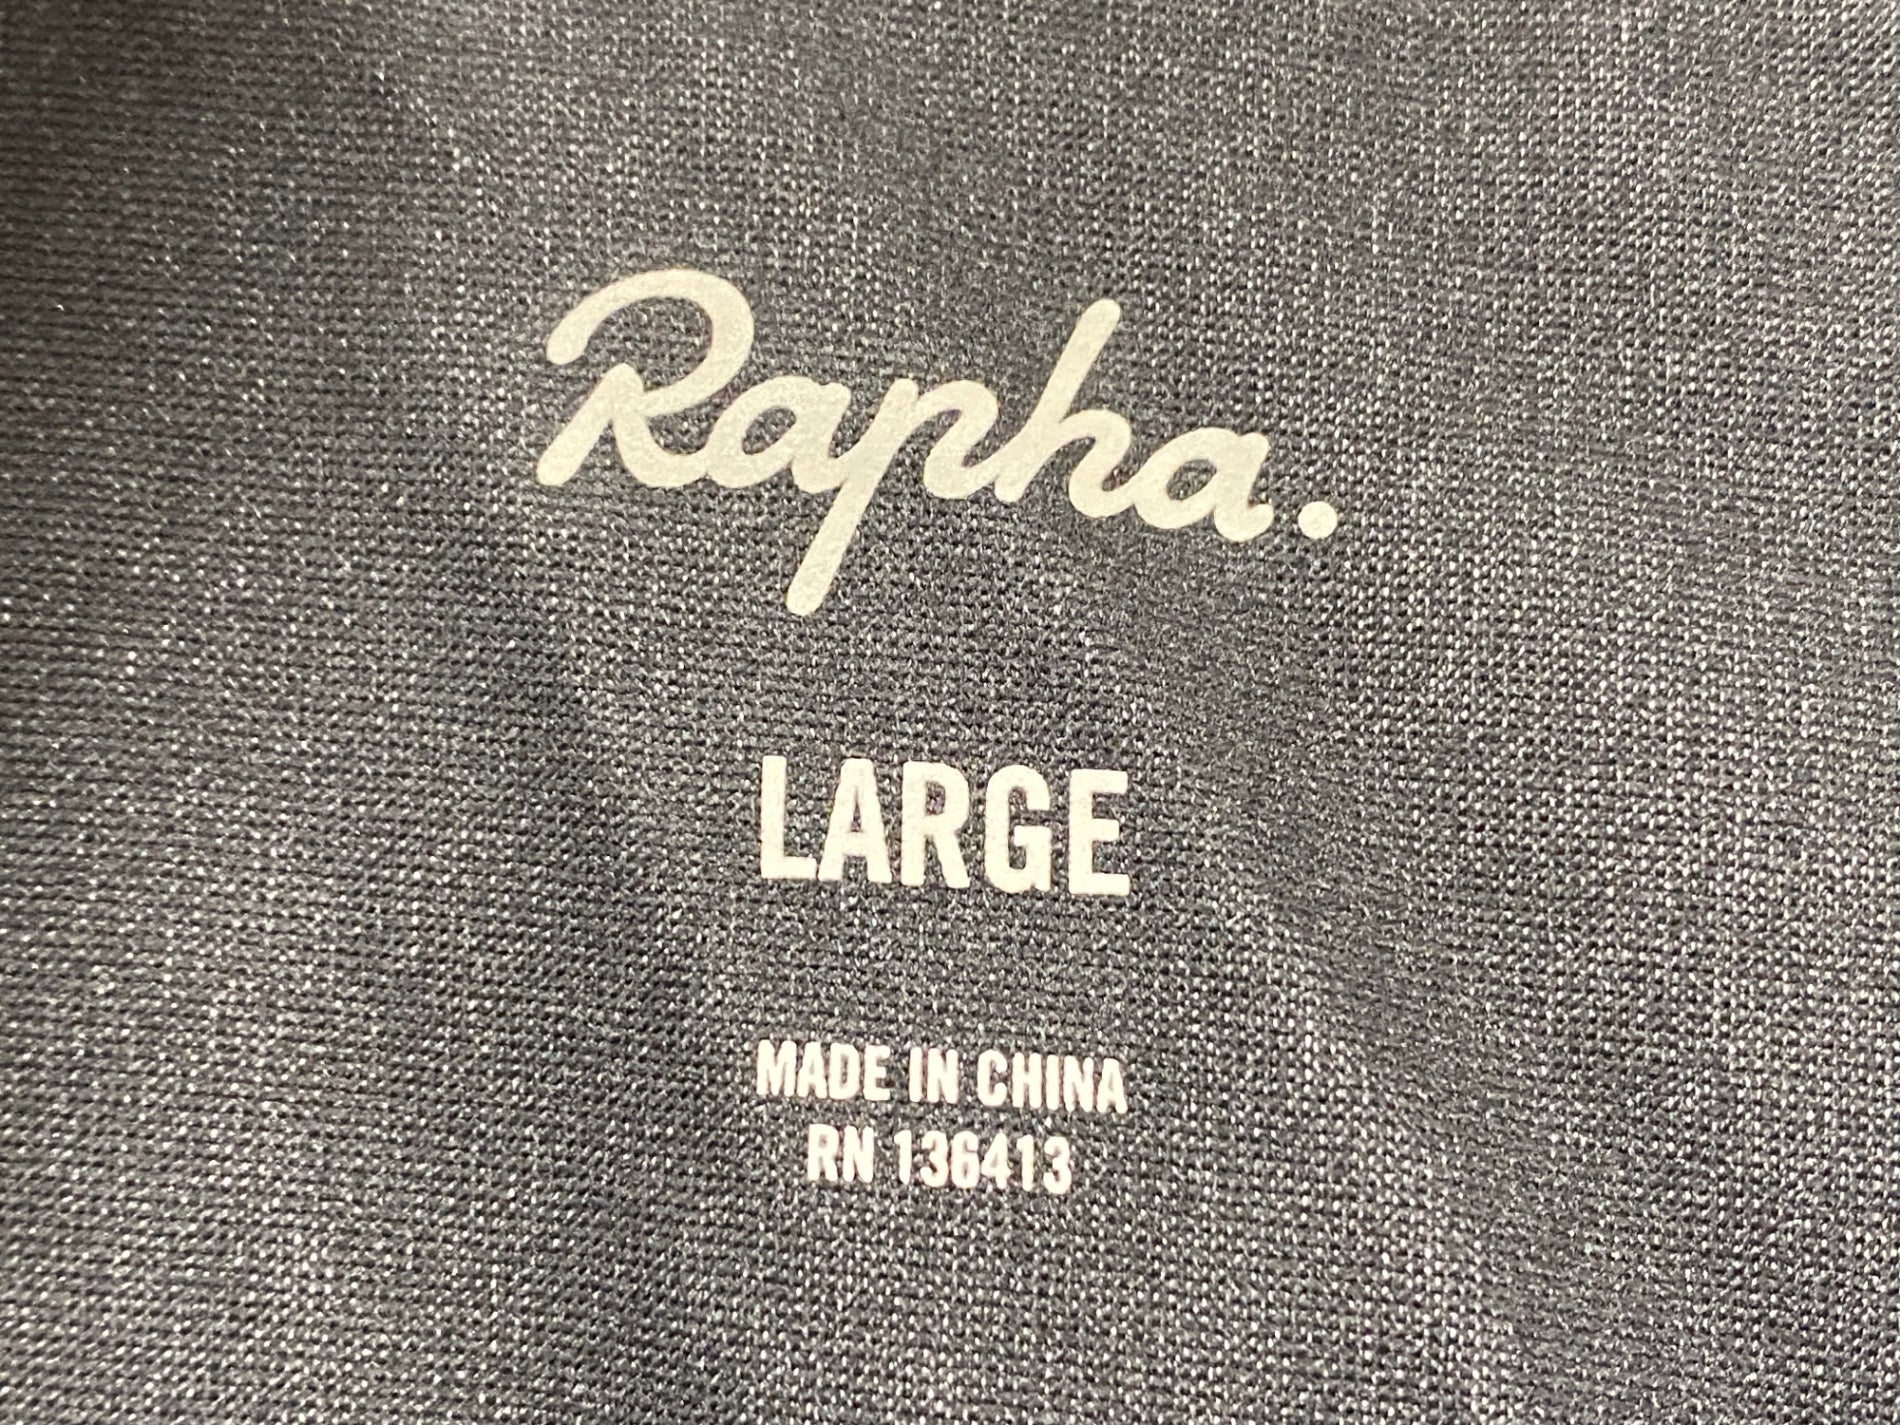 Rapha.
LARGE
MADE IN CHINA
RN 136413